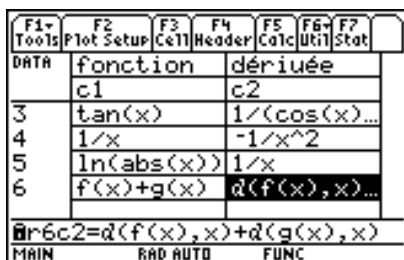 F1▾ F2 F3 F4 F5 F6▾ F7
Tools Plot Setup Cell Header Calc Util Stat
DATA fonction dérivée
c1 c2
3 tan(x) 1/(cos(x)…
4 1/x ⁻1/x^2
5 ln(abs(x)) 1/x
6 f(x)+g(x) d(f(x),x)…
r6c2=d(f(x),x)+d(g(x),x)
MAIN RAD AUTO FUNC